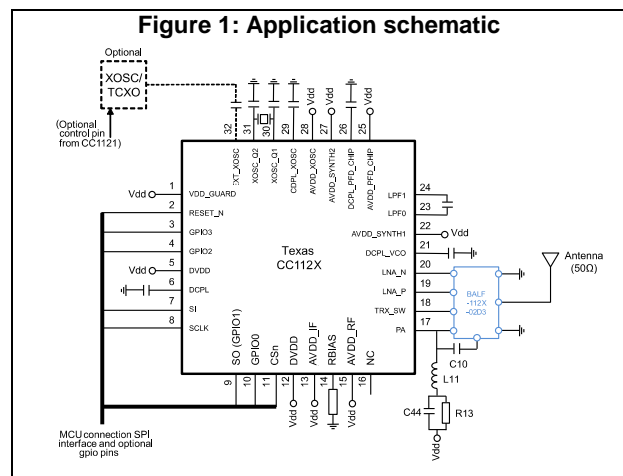 Figure 1: Application schematic
Optional
XOSC/
TCXO
(Optional
control pin
from CC1121)
32
31
30
29
28
27
26
25
Vdd
Vdd
Vdd
EXT_XOSC
XOSC_Q2
XOSC_Q1
CDPL_XOSC
AVDD_XOSC
AVDD_SYNTH2
DCPL_PFD_CHIP
AVDD_PFD_CHIP
Vdd
1
VDD_GUARD
2
RESET_N
3
GPIO3
4
GPIO2
Vdd
5
DVDD
6
DCPL
7
SI
8
SCLK
Texas
CC112X
LPF1
24
LPF0
23
AVDD_SYNTH1
22
Vdd
DCPL_VCO
21
LNA_N
20
LNA_P
19
TRX_SW
18
PA
17
BALF
-112X
-02D3
Antenna
(50Ω)
C10
L11
C44
R13
Vdd
SO (GPIO1)
GPIO0
CSn
DVDD
AVDD_IF
RBIAS
AVDD_RF
NC
9
10
11
12
13
14
15
16
Vdd
Vdd
Vdd
MCU connection SPI
interface and optional
gpio pins